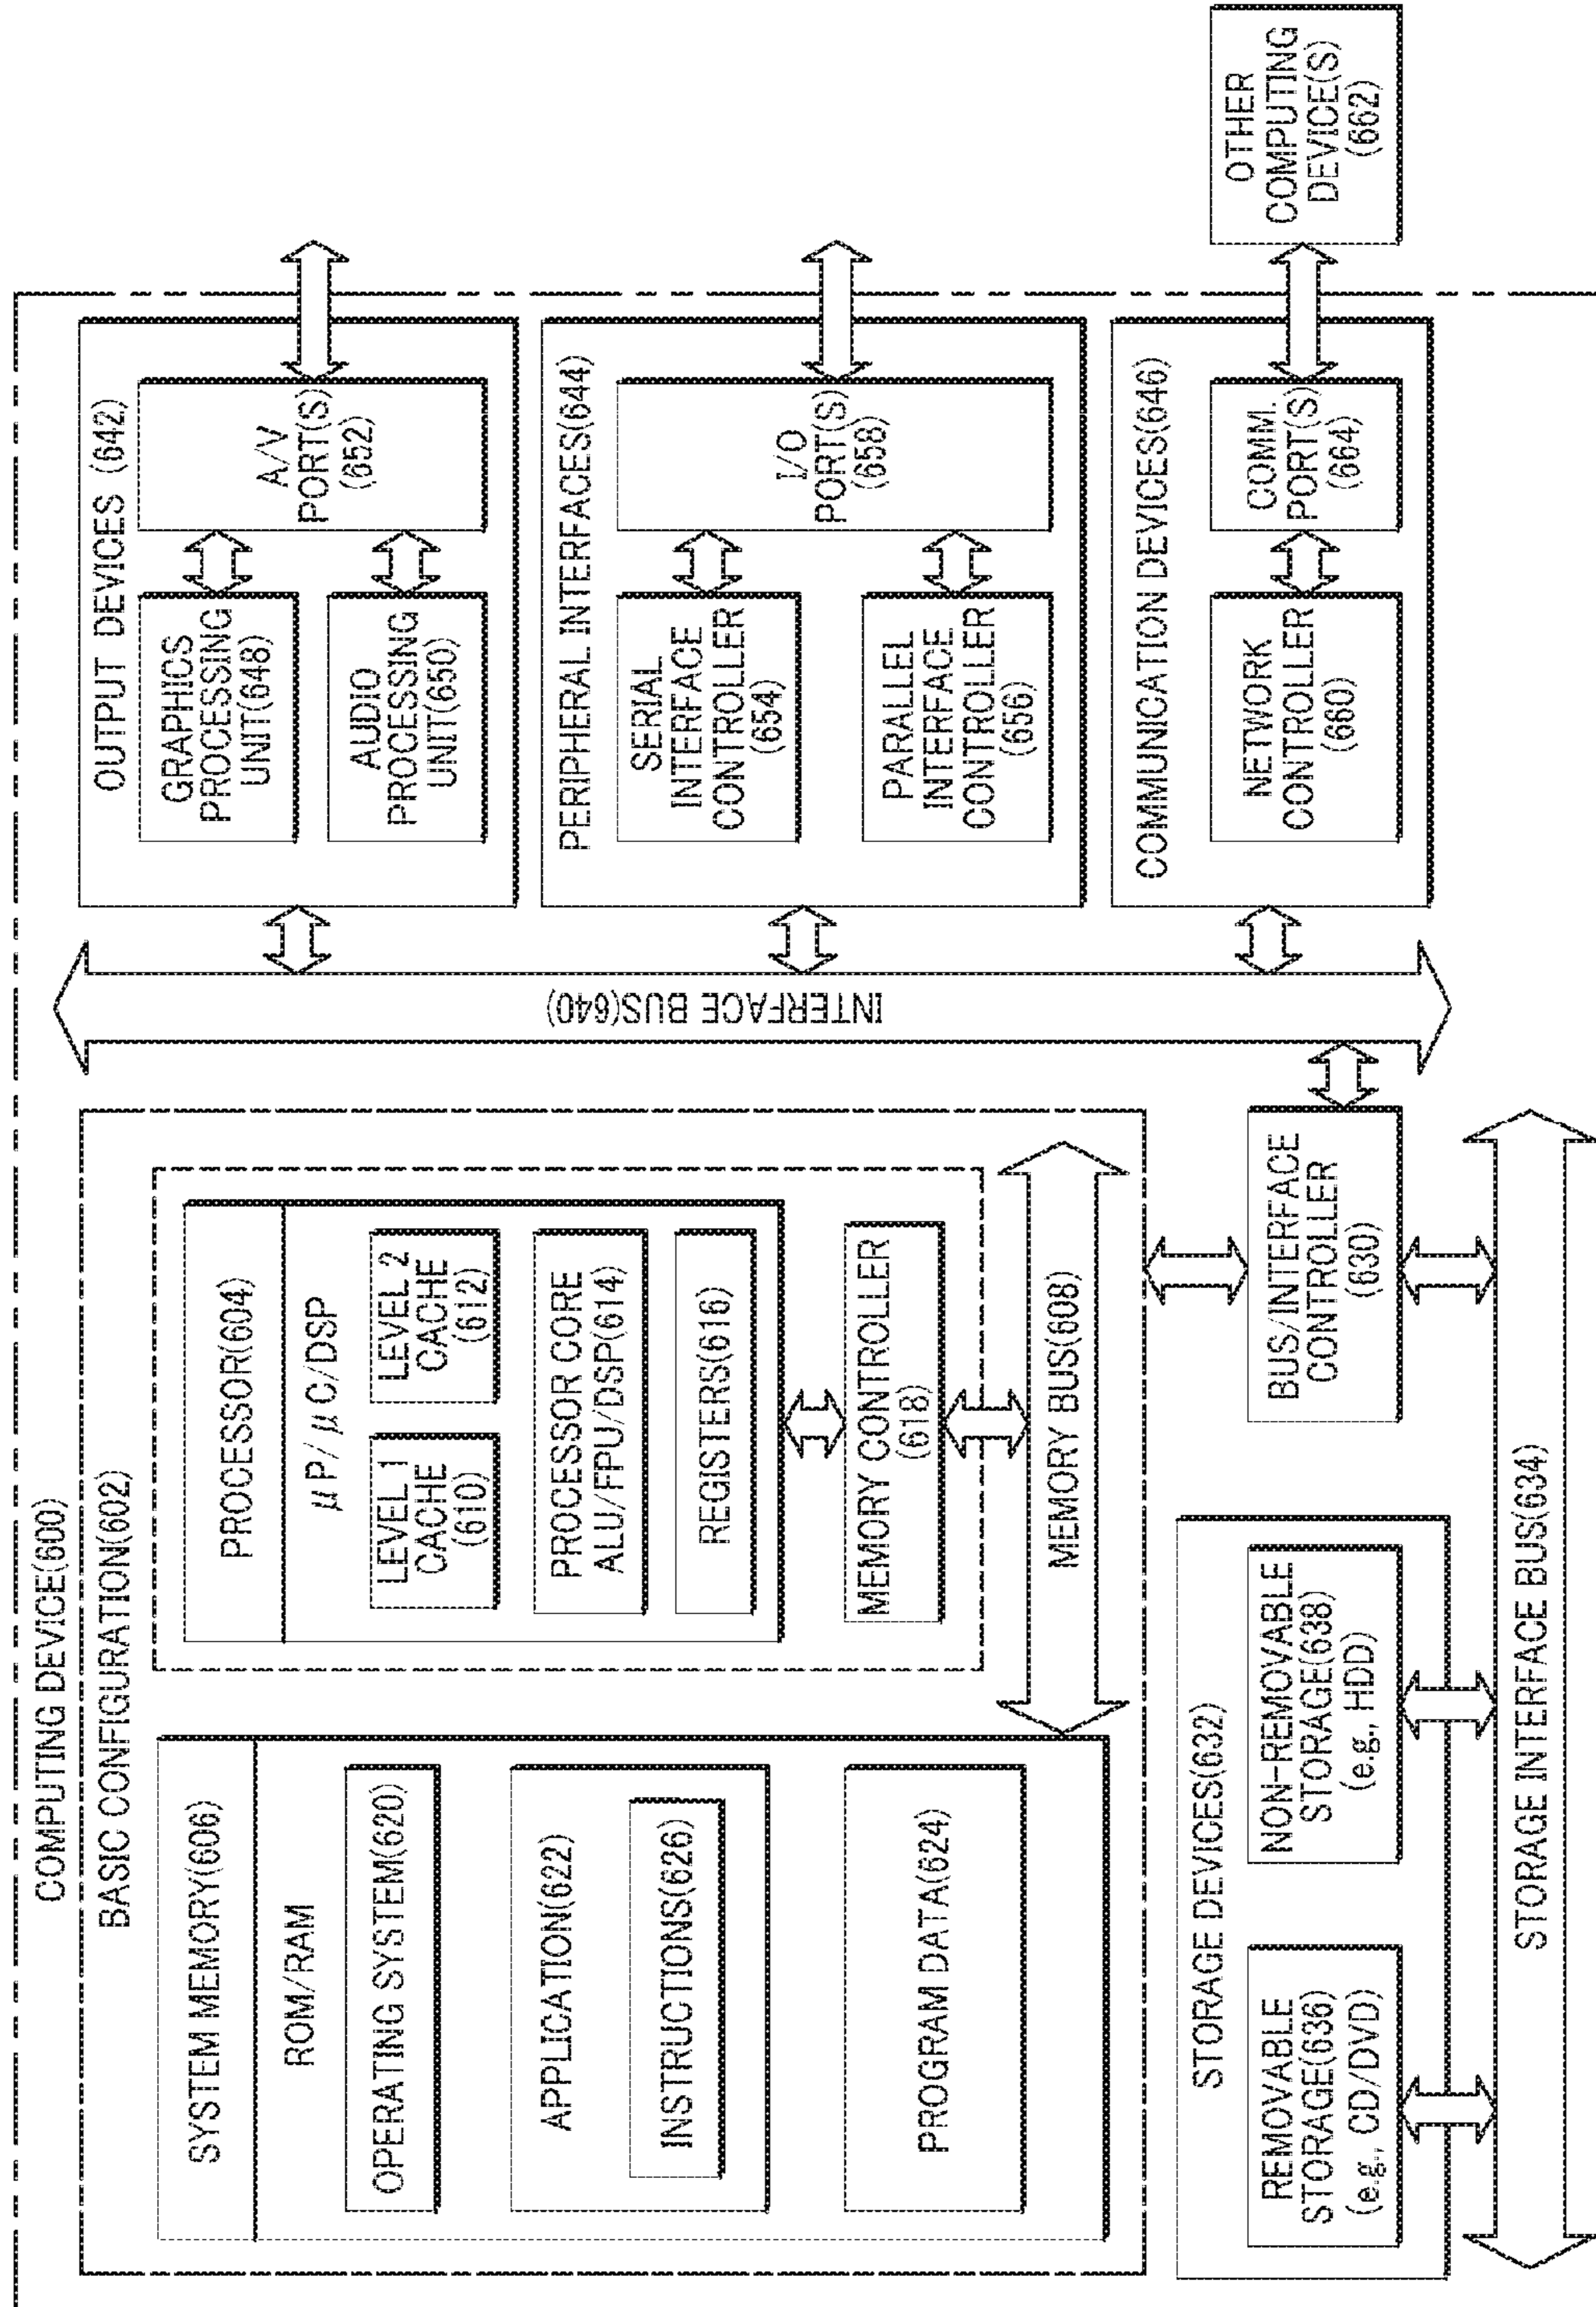 COMPUTING DEVICE(600)
BASIC CONFIGURATION(602)
SYSTEM MEMORY(606)
ROM/RAM
OPERATING SYSTEM(620)
APPLICATION(622)
INSTRUCTIONS(626)
PROGRAM DATA(624)
PROCESSOR(604)
μP/μC/DSP
LEVEL 1
CACHE
(610)
LEVEL 2
CACHE
(612)
PROCESSOR CORE
ALU/FPU/DSP(614)
REGISTERS(616)
MEMORY CONTROLLER
(618)
MEMORY BUS(608)
BUS/INTERFACE
CONTROLLER
(630)
STORAGE DEVICES(632)
REMOVABLE
STORAGE(636)
(e.g., CD/DVD)
NON-REMOVABLE
STORAGE(638)
(e.g., HDD)
STORAGE INTERFACE BUS(634)
INTERFACE BUS(640)
OUTPUT DEVICES (642)
GRAPHICS
PROCESSING
UNIT(648)
AUDIO
PROCESSING
UNIT(650)
A/V
PORT(S)
(652)
PERIPHERAL INTERFACES(644)
SERIAL
INTERFACE
CONTROLLER
(654)
PARALLEL
INTERFACE
CONTROLLER
(656)
I/O
PORT(S)
(658)
COMMUNICATION DEVICES(646)
NETWORK
CONTROLLER
(660)
COMM.
PORT(S)
(664)
OTHER
COMPUTING
DEVICE(S)
(662)